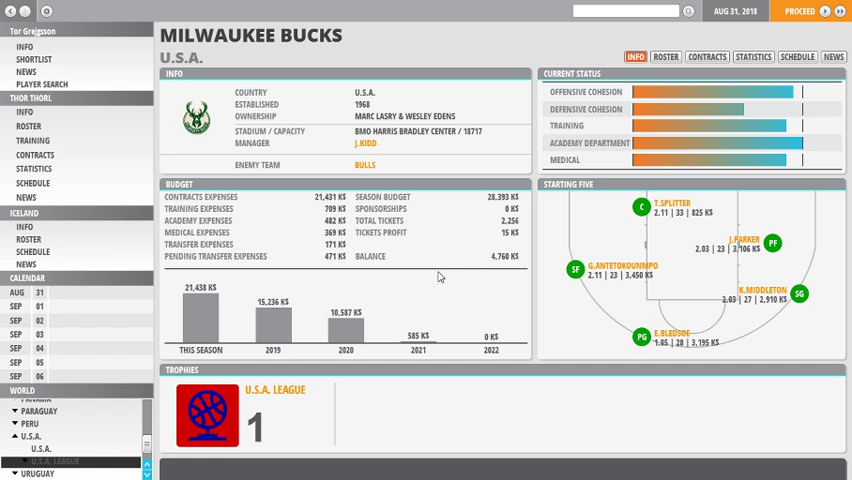 AUG 31, 2018
PROCEED
Tor Grejgsson
INFO
SHORTLIST
NEWS
PLAYER SEARCH
THOR THORL
INFO
ROSTER
TRAINING
CONTRACTS
STATISTICS
SCHEDULE
NEWS
ICELAND
INFO
ROSTER
SCHEDULE
NEWS
CALENDAR
AUG 31
SEP 01
SEP 02
SEP 03
SEP 04
SEP 05
SEP 06
WORLD
PANAMA
PARAGUAY
PERU
U.S.A.
U.S.A.
U.S.A. LEAGUE
URUGUAY
MILWAUKEE BUCKS
U.S.A.
INFO ROSTER CONTRACTS STATISTICS SCHEDULE NEWS
INFO
COUNTRY U.S.A.
ESTABLISHED 1968
OWNERSHIP MARC LASRY & WESLEY EDENS
STADIUM / CAPACITY BMO HARRIS BRADLEY CENTER / 18717
MANAGER J.KIDD
ENEMY TEAM BULLS
CURRENT STATUS
OFFENSIVE COHESION
DEFENSIVE COHESION
TRAINING
ACADEMY DEPARTMENT
MEDICAL
BUDGET
CONTRACTS EXPENSES 21,431 K$ SEASON BUDGET 28,393 K$
TRAINING EXPENSES 709 K$ SPONSORSHIPS 0 K$
ACADEMY EXPENSES 482 K$ TOTAL TICKETS 2,256
MEDICAL EXPENSES 369 K$ TICKETS PROFIT 15 K$
TRANSFER EXPENSES 171 K$
PENDING TRANSFER EXPENSES 471 K$ BALANCE 4,760 K$
21,438 K$ 15,236 K$ 10,587 K$ 585 K$ 0 K$
THIS SEASON 2019 2020 2021 2022
STARTING FIVE
C T.SPLITTER
2.11 | 33 | 825 K$
J.PARKER PF
2.03 | 23 | 3,106 K$
SF G.ANTETOKOUNMPO
2.11 | 23 | 3,450 K$
K.MIDDLETON SG
2.03 | 27 | 2,910 K$
PG E.BLEDSOE
1.85 | 28 | 3,195 K$
TROPHIES
U.S.A. LEAGUE
1